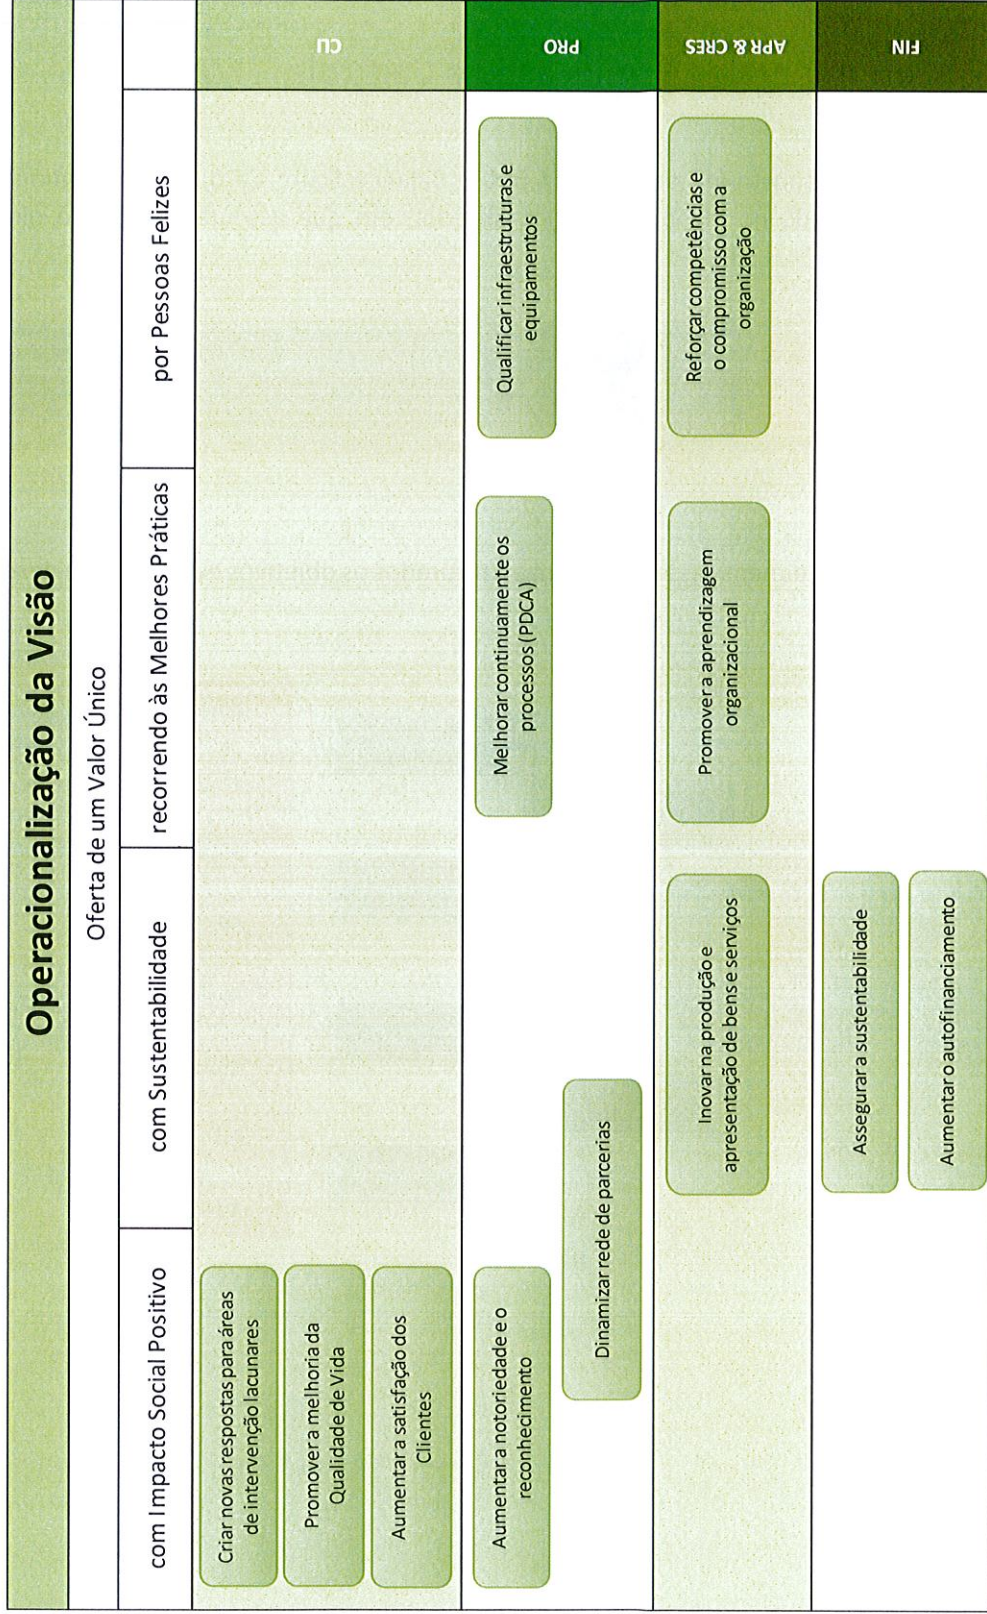 Operacionalização da Visão
Oferta de um Valor Único
com Impacto Social Positivo
com Sustentabilidade
recorrendo às Melhores Práticas
por Pessoas Felizes
Criar novas respostas para áreas
de intervenção lacunares
Promover a melhoria da
Qualidade de Vida
Aumentar a satisfação dos
Clientes
CLI
Aumentar a notoriedade e o
reconhecimento
Dinamizar rede de parcerias
Melhorar continuamente os
processos (PDCA)
Qualificar infraestruturas e
equipamentos
PRO
Inovar na produção e
apresentação de bens e serviços
Promover a aprendizagem
organizacional
Reforçar competências e
o compromisso com a
organização
APR & CRES
Assegurar a sustentabilidade
Aumentar o autofinanciamento
FIN